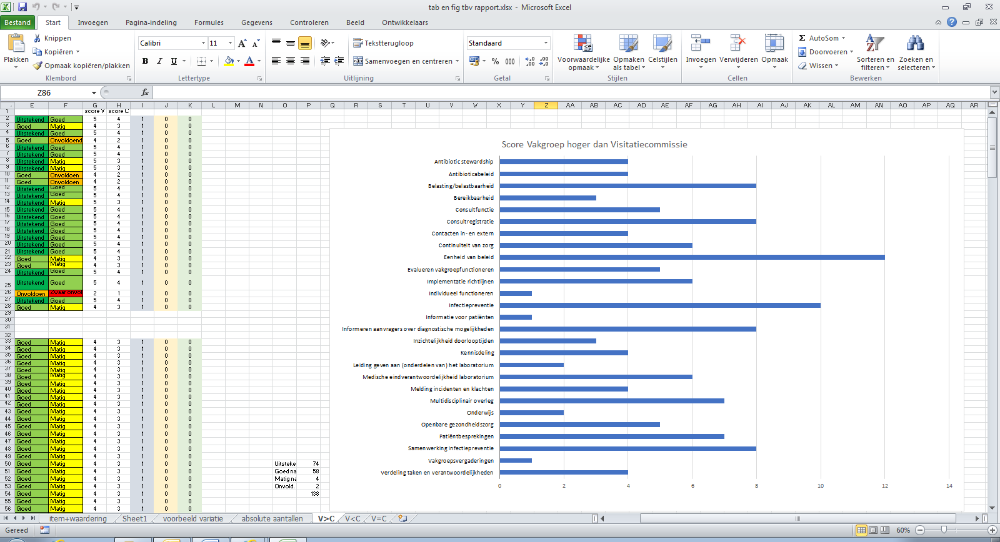 tab en fig tbv rapport.xlsx - Microsoft Excel
Bestand Start Invoegen Pagina-indeling Formules Gegevens Controleren Beeld Ontwikkelaars
Plakken Knippen Kopiëren Opmaak kopiëren/plakken Klembord
Calibri 11 B I U A Lettertype
Tekstterugloop Samenvoegen en centreren Uitlijning
Standaard % 000 Getal
Voorwaardelijke opmaak Opmaken als tabel Celstijlen Stijlen
Invoegen Verwijderen Opmaak Cellen
AutoSom Doorvoeren Wissen Sorteren en filteren Zoeken en selecteren Bewerken
Z86 fx
E F G H I J K L M N O P Q R S T U V W X Y Z AA AB AC AD AE AF AG AH AI AJ AK AL AM AN AO AP AQ AR
1 score V score C
2 Uitstekend Goed 5 4 1 0 0
3 Goed Matig 4 3 1 0 0
4 Uitstekend Goed 5 4 1 0 0
5 Goed Onvoldoend 4 2 1 0 0
6 Uitstekend Goed 5 4 1 0 0
7 Uitstekend Goed 5 4 1 0 0
8 Uitstekend Matig 5 3 1 0 0
9 Uitstekend Matig 5 3 1 0 0
10 Goed Onvoldoen 4 2 1 0 0
11 Goed Onvoldoen 4 2 1 0 0
12 Uitstekend Goed 5 4 1 0 0
13 Uitstekend Goed 5 4 1 0 0
14 Uitstekend Matig 5 3 1 0 0
15 Uitstekend Goed 5 4 1 0 0
16 Uitstekend Goed 5 4 1 0 0
17 Uitstekend Goed 5 4 1 0 0
18 Uitstekend Goed 5 4 1 0 0
19 Uitstekend Goed 5 4 1 0 0
20 Uitstekend Goed 5 4 1 0 0
21 Uitstekend Goed 5 4 1 0 0
22 Goed Matig 4 3 1 0 0
23 Goed Matig 4 3 1 0 0
24 Uitstekend Goed 5 4 1 0 0
25 Uitstekend Goed 5 4 1 0 0
26 Onvoldoen Zwaar onvol 2 1 1 0 0
27 Uitstekend Goed 5 4 1 0 0
28 Goed Matig 4 3 1 0 0
29
30
31
32
33 Goed Matig 4 3 1 0 0
34 Goed Matig 4 3 1 0 0
35 Goed Matig 4 3 1 0 0
36 Goed Matig 4 3 1 0 0
37 Goed Matig 4 3 1 0 0
38 Goed Matig 4 3 1 0 0
39 Goed Matig 4 3 1 0 0
40 Goed Matig 4 3 1 0 0
41 Goed Matig 4 3 1 0 0
42 Goed Matig 4 3 1 0 0
43 Goed Matig 4 3 1 0 0
44 Goed Matig 4 3 1 0 0
45 Goed Matig 4 3 1 0 0
46 Goed Matig 4 3 1 0 0
47 Goed Matig 4 3 1 0 0
48 Goed Matig 4 3 1 0 0
49 Goed Matig 4 3 1 0 0
50 Goed Matig 4 3 1 0 0 Uitsteke 74
51 Goed Matig 4 3 1 0 0 Goed na 58
52 Goed Matig 4 3 1 0 0 Matig na 4
53 Goed Matig 4 3 1 0 0 Onvold. 2
54 Goed Matig 4 3 1 0 0 138
55 Goed Matig 4 3 1 0 0
56 Goed Matig 4 3 1 0 0
Score Vakgroep hoger dan Visitatiecommissie
Antibiotic stewardship
Antibioticabeleid
Belasting/belastbaarheid
Bereikbaarheid
Consultfunctie
Consultregistratie
Contacten in- en extern
Continuïteit van zorg
Eenheid van beleid
Evalueren vakgroepfunctioneren
Implementatie richtlijnen
Individueel functioneren
Infectiepreventie
Informatie voor patiënten
Informeren aanvragers over diagnostische mogelijkheden
Inzichtelijkheid doorlooptijden
Kennisdeling
Leiding geven aan (onderdelen van) het laboratorium
Medische eindverantwoordelijkheid laboratorium
Melding incidenten en klachten
Multidisciplinair overleg
Onderwijs
Openbare gezondheidszorg
Patiëntbesprekingen
Samenwerking infectiepreventie
Vakgroepsvergaderingen
Verdeling taken en verantwoordelijkheden
0 2 4 6 8 10 12 14
item+waardering Sheet1 voorbeeld variatie absolute aantallen V>C V<C V=C
Gereed 60%